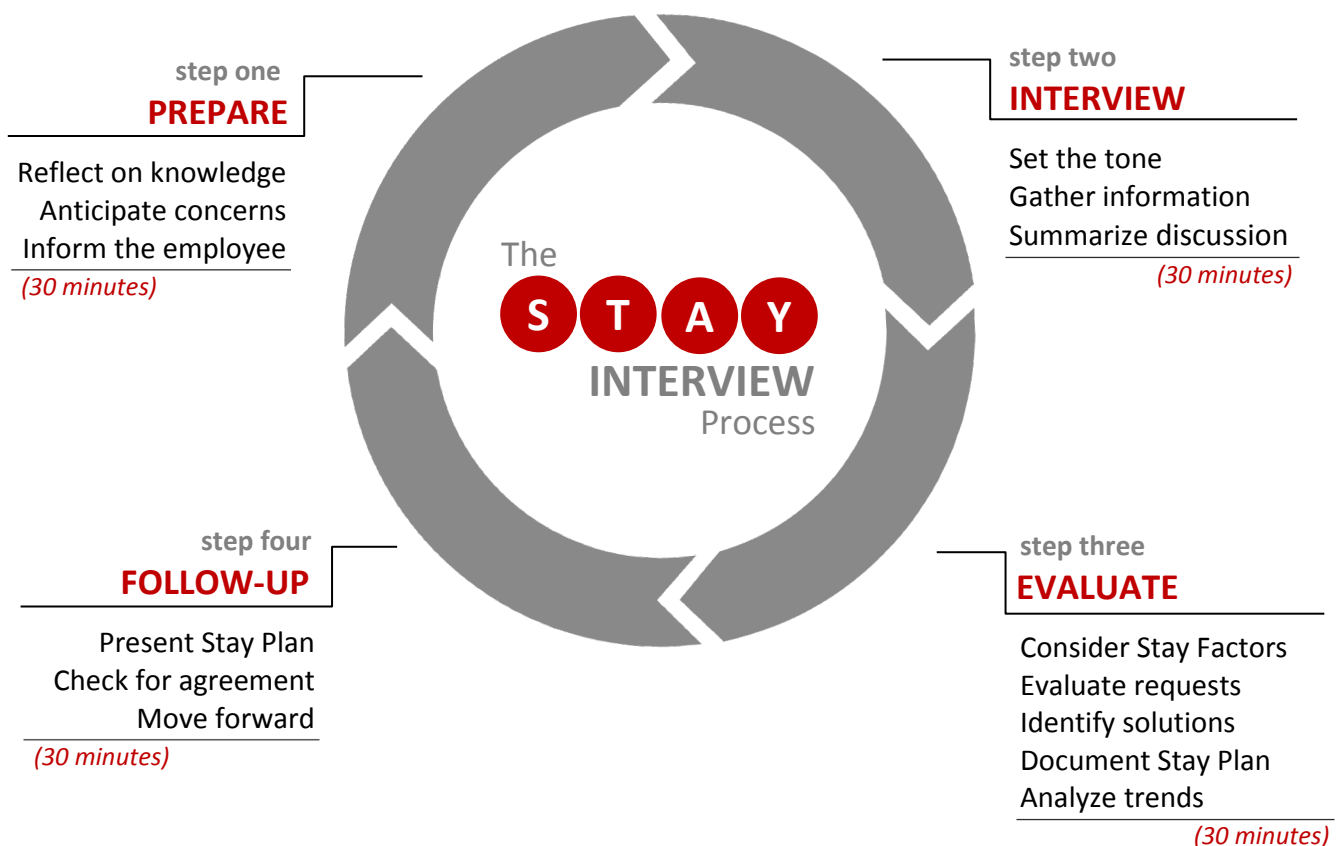 step one
PREPARE
Reflect on knowledge
Anticipate concerns
Inform the employee
(30 minutes)
step two
INTERVIEW
Set the tone
Gather information
Summarize discussion
(30 minutes)
The
STAY
INTERVIEW
Process
step four
FOLLOW-UP
Present Stay Plan
Check for agreement
Move forward
(30 minutes)
step three
EVALUATE
Consider Stay Factors
Evaluate requests
Identify solutions
Document Stay Plan
Analyze trends
(30 minutes)